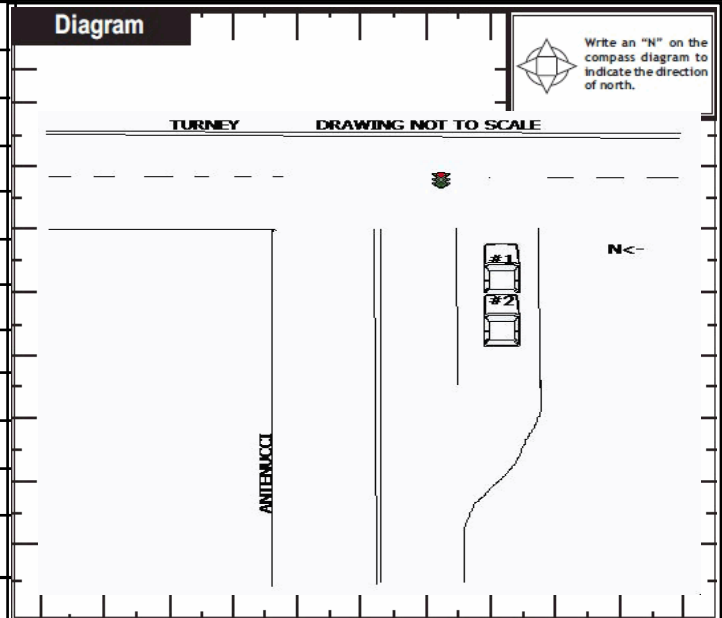 Diagram
Write an “N” on the
compass diagram to
indicate the direction
of north.
TURNEY DRAWING NOT TO SCALE
N<-
#1
#2
ANTENUCCI